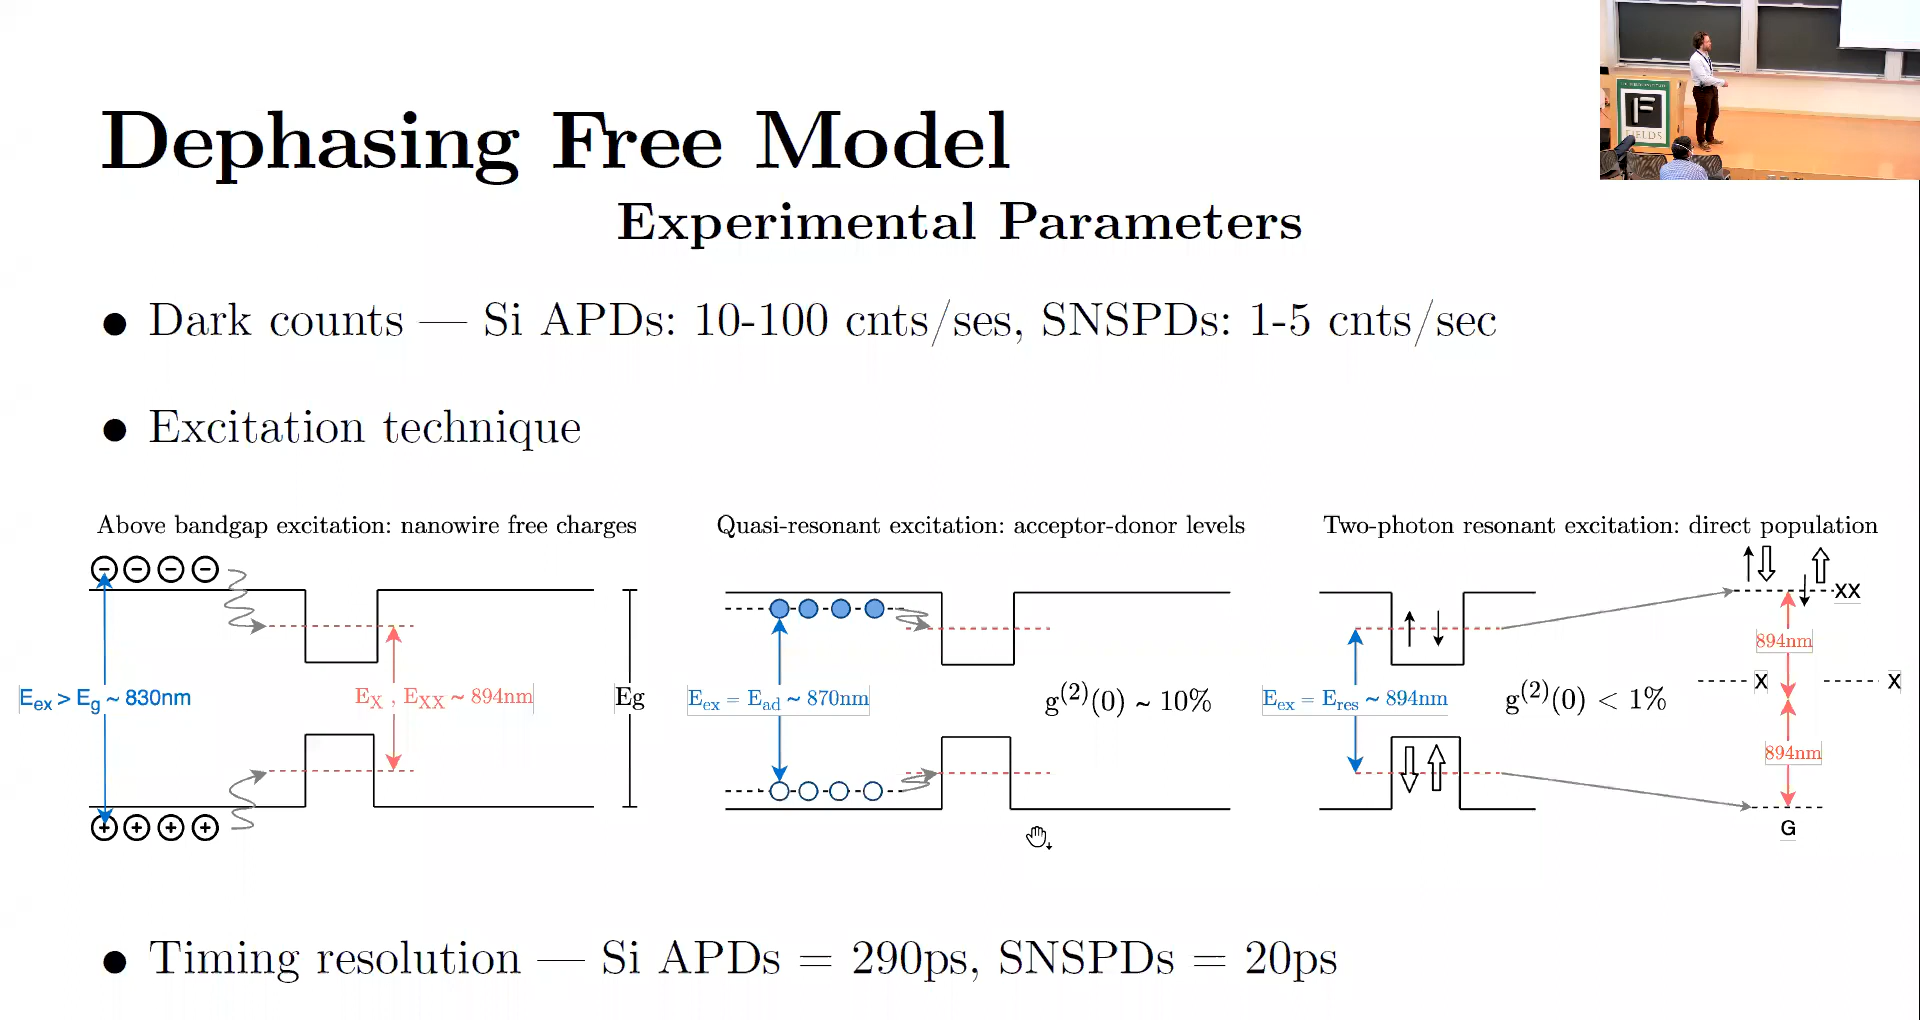 Dephasing Free Model
Experimental Parameters
FIELDS
• Dark counts — Si APDs: 10-100 cnts/ses, SNSPDs: 1-5 cnts/sec
• Excitation technique
Above bandgap excitation: nanowire free charges
E_ex > E_g ~ 830nm
E_X , E_XX ~ 894nm
Eg
Quasi-resonant excitation: acceptor-donor levels
E_ex = E_ad ~ 870nm
g^(2)(0) ~ 10%
Two-photon resonant excitation: direct population
E_ex = E_res ~ 894nm
g^(2)(0) < 1%
XX
894nm
X
X
894nm
G
• Timing resolution — Si APDs = 290ps, SNSPDs = 20ps